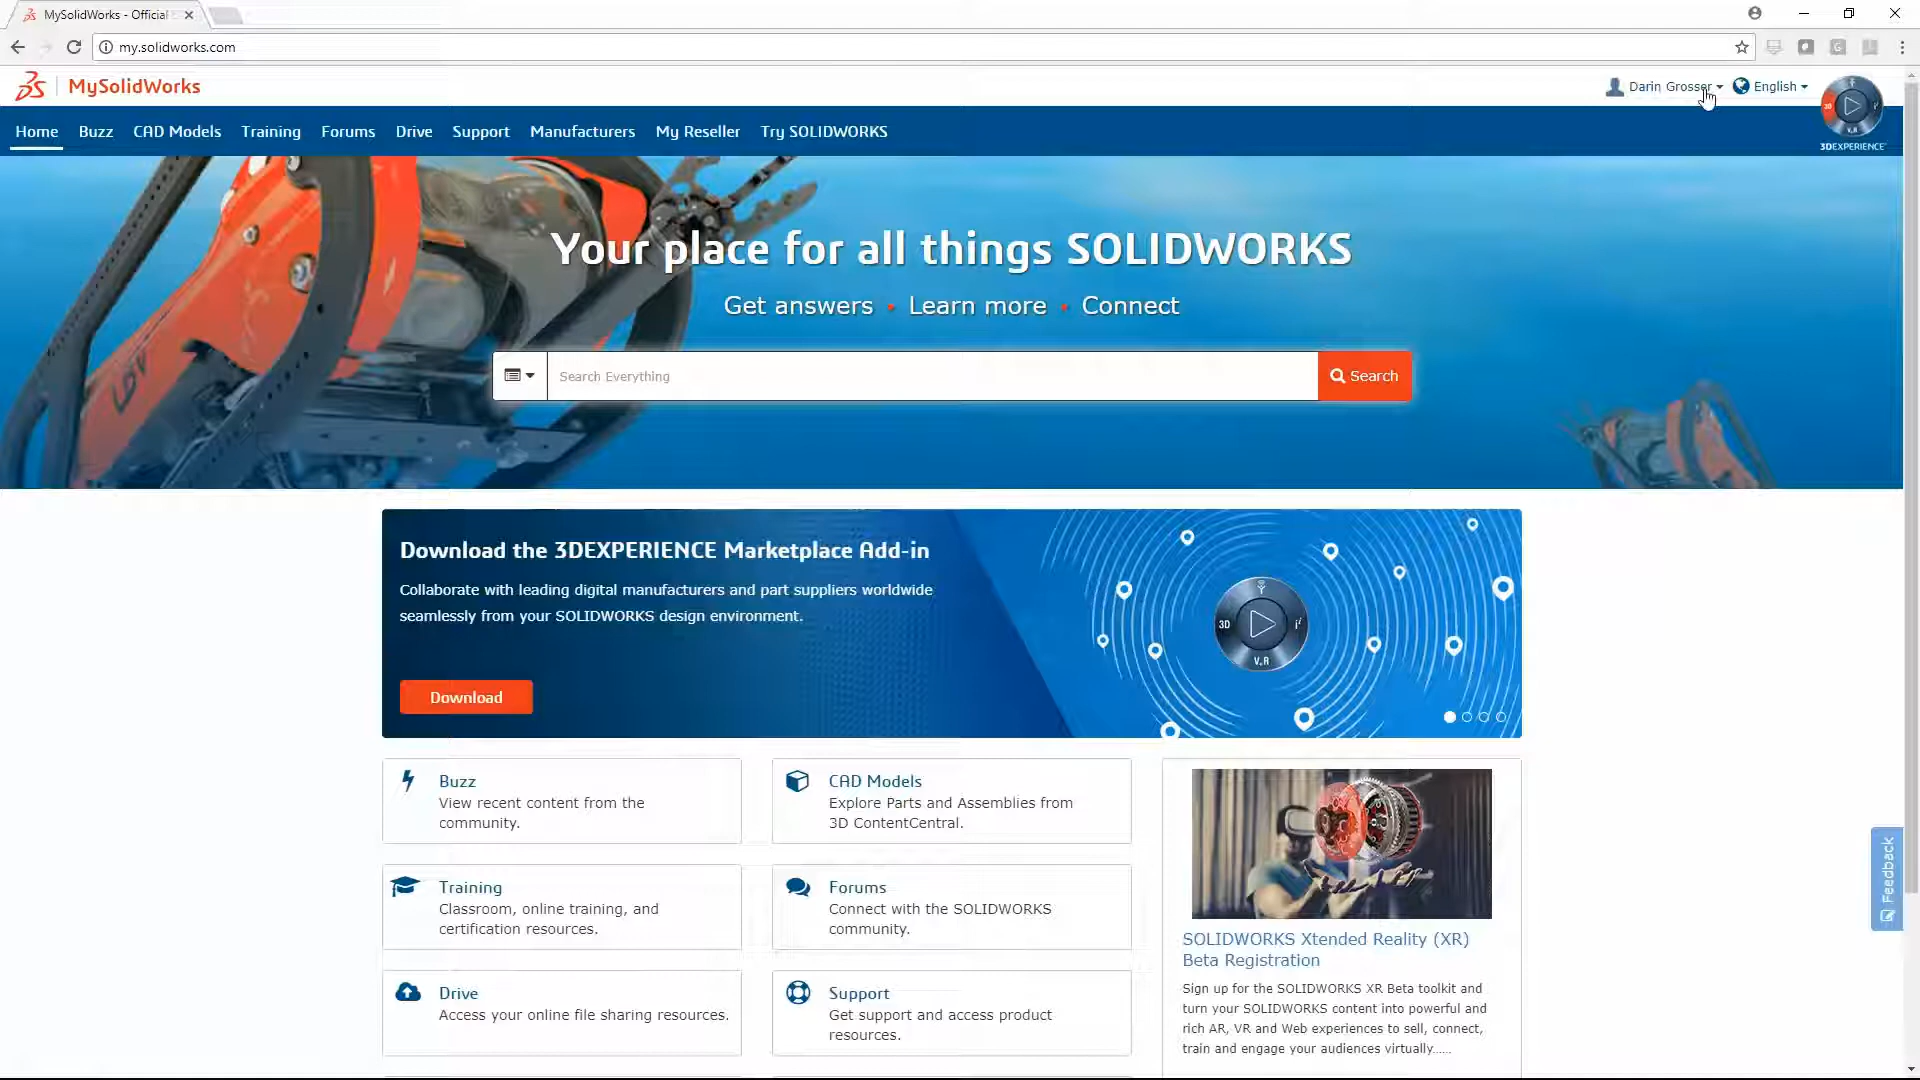 MySolidWorks - Official
my.solidworks.com
MySolidWorks
Darin Grosser
English
Home Buzz CAD Models Training Forums Drive Support Manufacturers My Reseller Try SOLIDWORKS
3D
V.R
3DEXPERIENCE
Your place for all things SOLIDWORKS
Get answers • Learn more • Connect
Search Everything
Search
Download the 3DEXPERIENCE Marketplace Add-in
Collaborate with leading digital manufacturers and part suppliers worldwide
seamlessly from your SOLIDWORKS design environment.
Download
3D
V.R
Buzz
View recent content from the
community.
CAD Models
Explore Parts and Assemblies from
3D ContentCentral.
Training
Classroom, online training, and
certification resources.
Forums
Connect with the SOLIDWORKS
community.
Drive
Access your online file sharing resources.
Support
Get support and access product
resources.
SOLIDWORKS Xtended Reality (XR)
Beta Registration
Sign up for the SOLIDWORKS XR Beta toolkit and
turn your SOLIDWORKS content into powerful and
rich AR, VR and Web experiences to sell, connect,
train and engage your audiences virtually......
Feedback